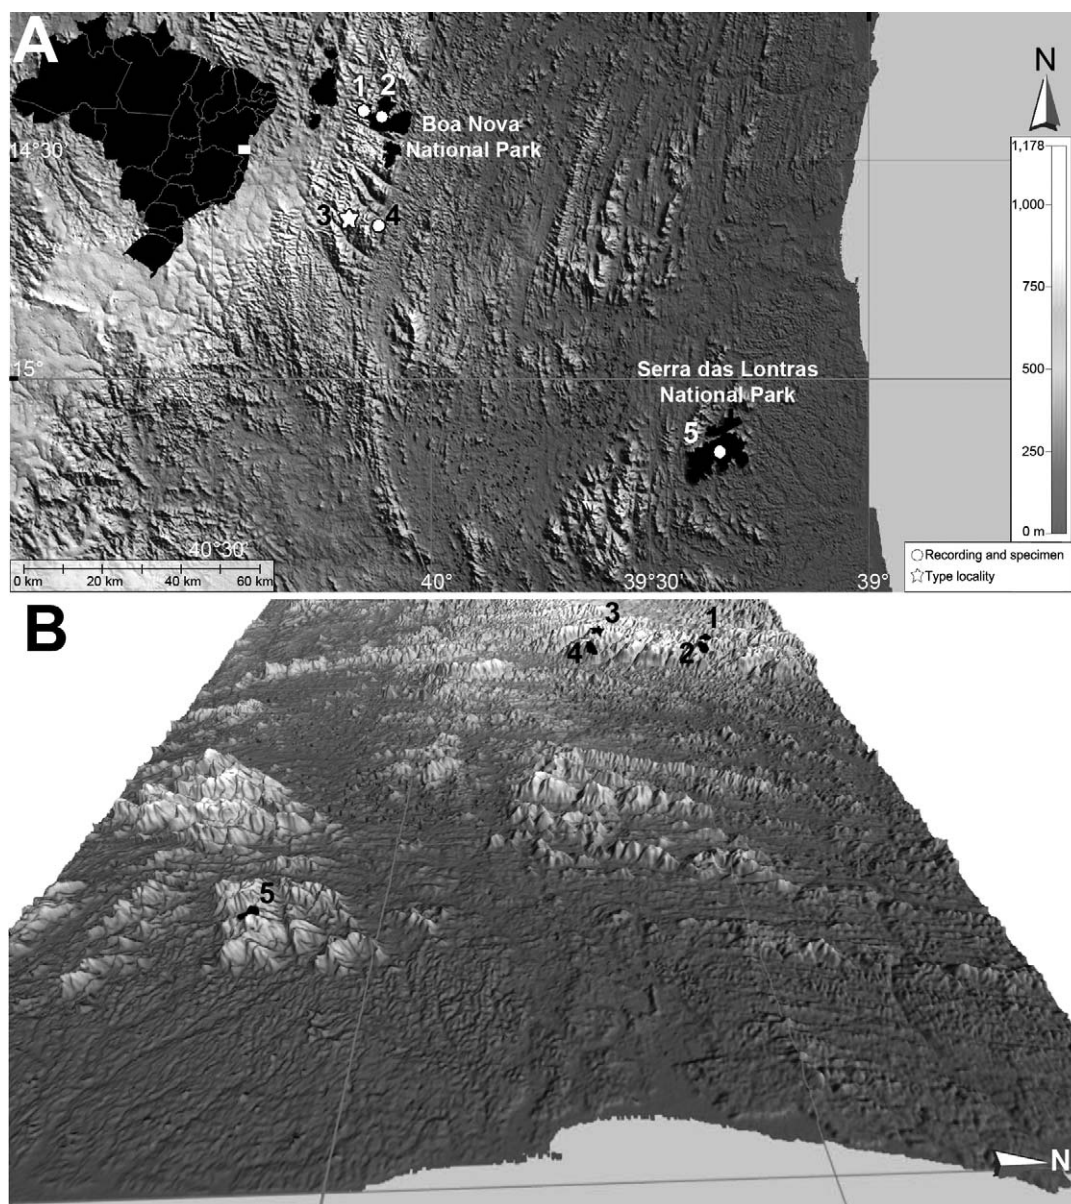 A
N
1 2
Boa Nova
National Park
14°30
1,178
1,000
750
500
250
0 m
3 4
Serra das Lontras
National Park
15°
5
40°30
0 km 20 km 40 km 60 km
40°
39°30
39°
Recording and specimen
Type locality
B
3
1
4
2
5
N